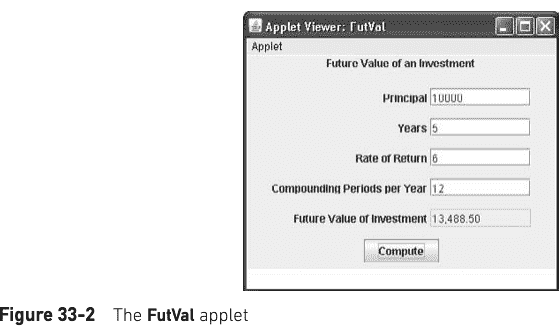 Applet Viewer: FutVal
Applet
Future Value of an Investment
Principal 10000
Years 5
Rate of Return 6
Compounding Periods per Year 12
Future Value of Investment 13,488.50
Compute
Figure 33-2 The FutVal applet